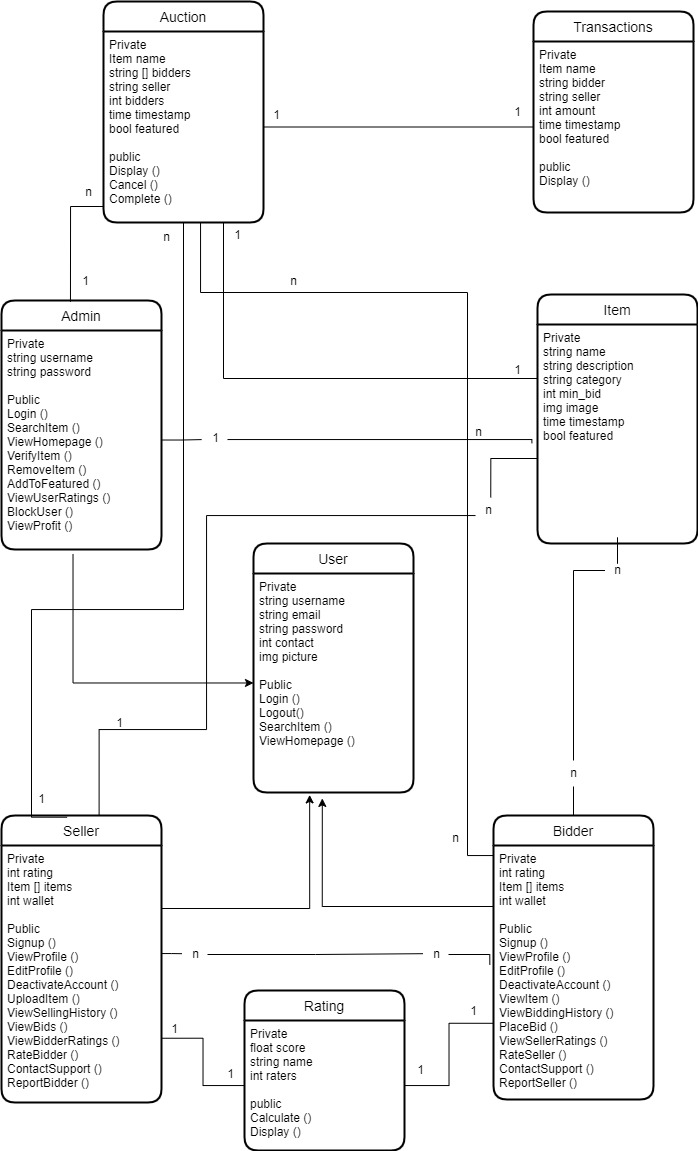 Auction
Private
Item name
string [] bidders
string seller
int bidders
time timestamp
bool featured
public
Display ()
Cancel ()
Complete ()
Transactions
Private
Item name
string bidder
string seller
int amount
time timestamp
bool featured
public
Display ()
1
1
n
1
n
1
n
1
Admin
Private
string username
string password
Public
Login ()
SearchItem ()
ViewHomepage ()
VerifyItem ()
RemoveItem ()
AddToFeatured ()
ViewUserRatings ()
BlockUser ()
ViewProfit ()
Item
Private
string name
string description
string category
int min_bid
img image
time timestamp
bool featured
1
n
n
n
User
Private
string username
string email
string password
int contact
img picture
Public
Login ()
Logout()
SearchItem ()
ViewHomepage ()
1
n
1
n
Seller
Private
int rating
Item [] items
int wallet
Public
Signup ()
ViewProfile ()
EditProfile ()
DeactivateAccount ()
UploadItem ()
ViewSellingHistory ()
ViewBids ()
ViewBidderRatings ()
RateBidder ()
ContactSupport ()
ReportBidder ()
Bidder
Private
int rating
Item [] items
int wallet
Public
Signup ()
ViewProfile ()
EditProfile ()
DeactivateAccount ()
ViewItem ()
ViewBiddingHistory ()
PlaceBid ()
ViewSellerRatings ()
RateSeller ()
ContactSupport ()
ReportSeller ()
n
n
1
1
1
1
Rating
Private
float score
string name
int raters
public
Calculate ()
Display ()